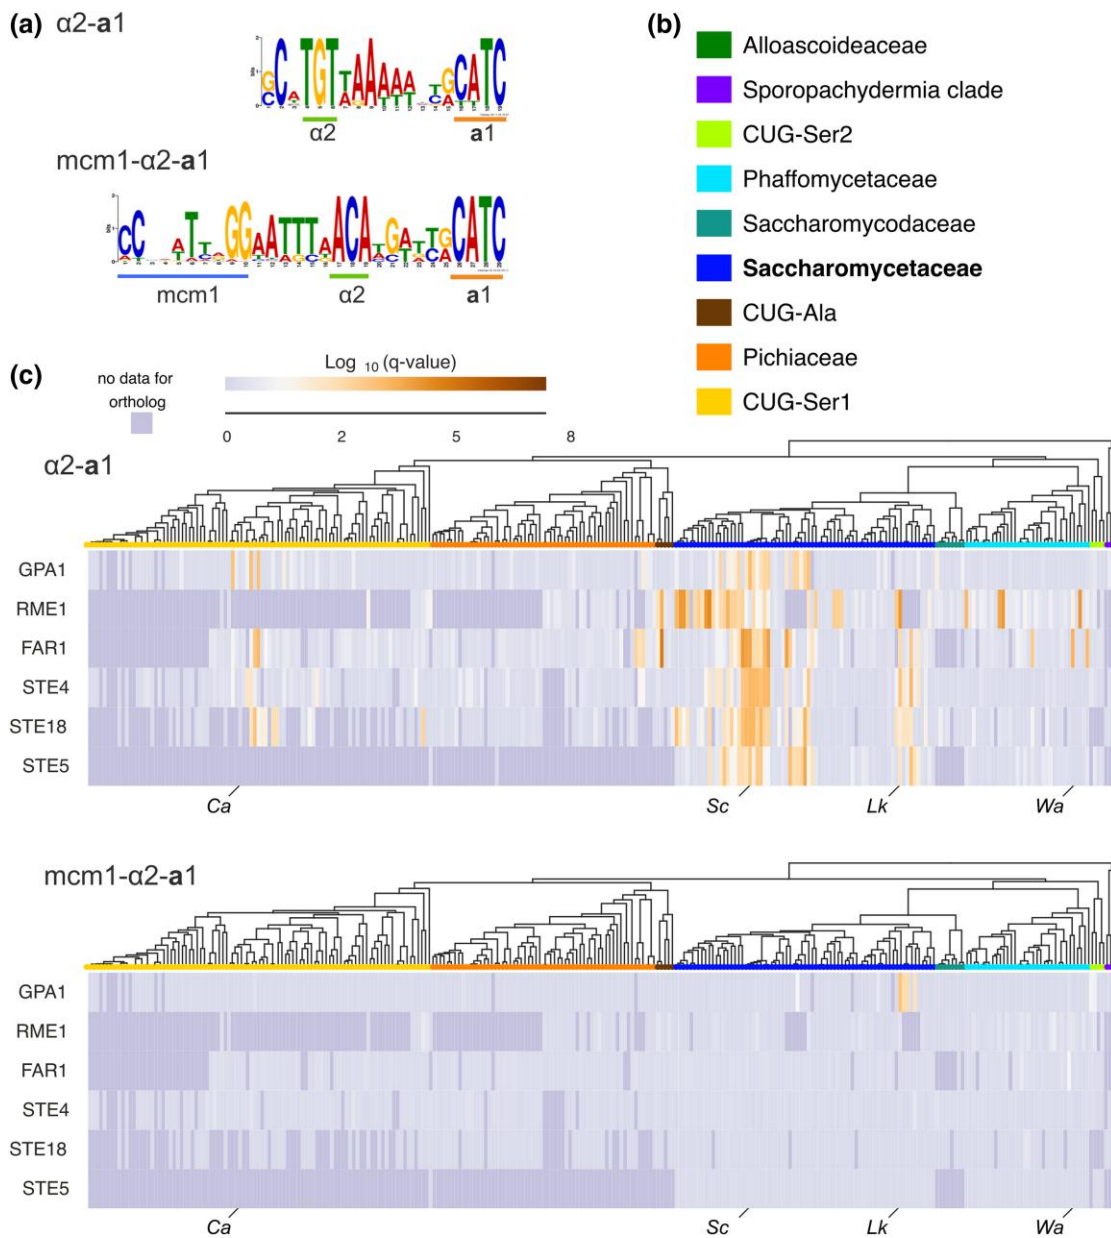 (a) α2-a1
α2
a1
mcm1-α2-a1
mcm1
α2
a1
(b)
Alloascoideaceae
Sporopachydermia clade
CUG-Ser2
Phaffomycetaceae
Saccharomycodaceae
Saccharomycetaceae
CUG-Ala
Pichiaceae
CUG-Ser1
(c)
no data for
ortholog
Log 10 (q-value)
0 2 5 8
α2-a1
GPA1
RME1
FAR1
STE4
STE18
STE5
Ca Sc Lk Wa
mcm1-α2-a1
GPA1
RME1
FAR1
STE4
STE18
STE5
Ca Sc Lk Wa